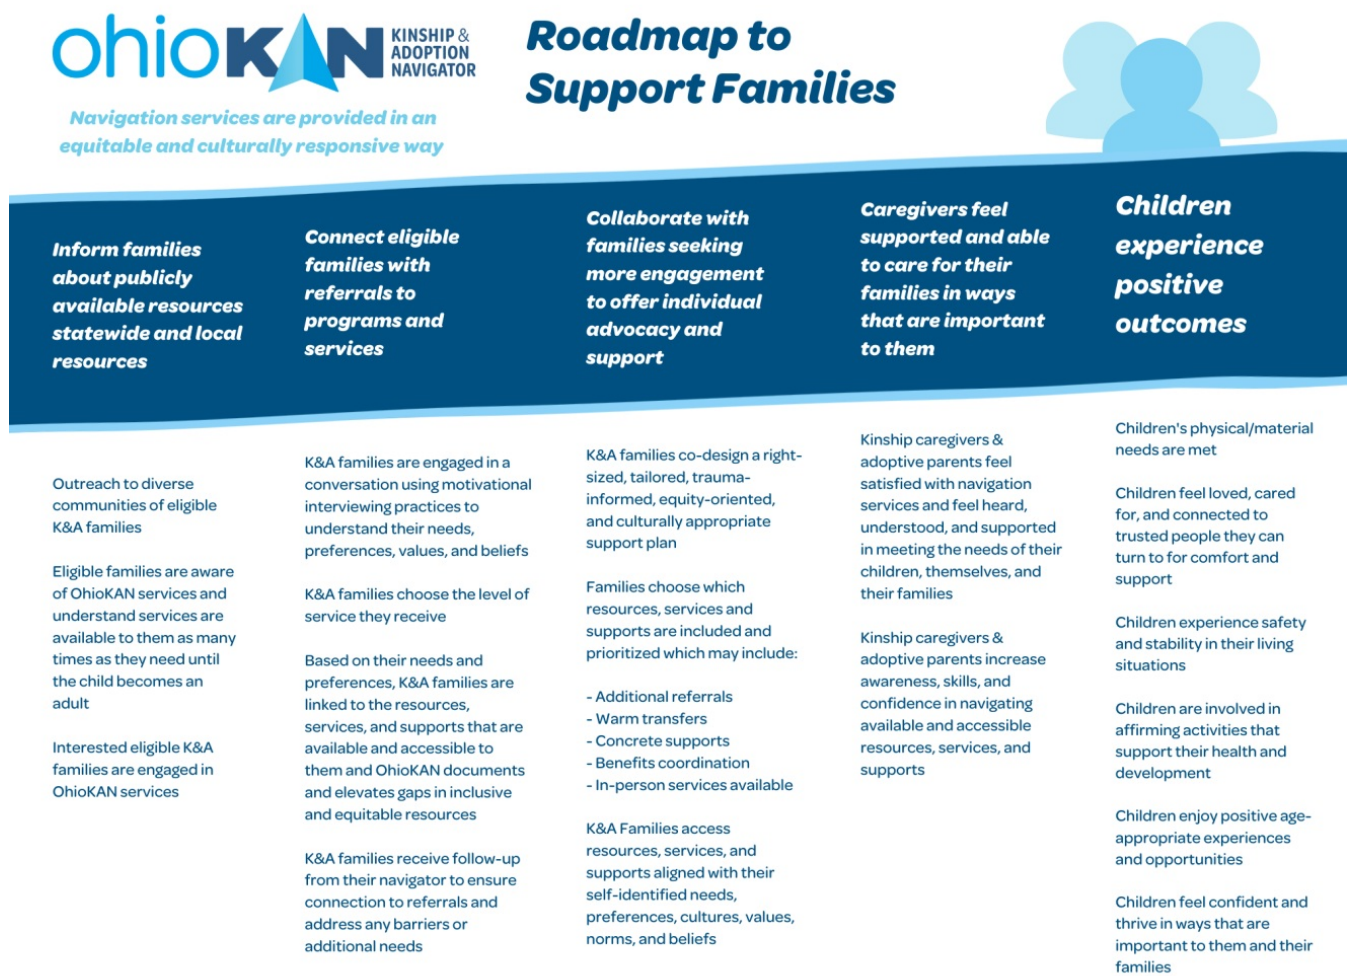 ohioKAN KINSHIP &
ADOPTION
NAVIGATOR
Navigation services are provided in an
equitable and culturally responsive way
Roadmap to
Support Families
Inform families
about publicly
available resources
statewide and local
resources
Connect eligible
families with
referrals to
programs and
services
Collaborate with
families seeking
more engagement
to offer individual
advocacy and
support
Caregivers feel
supported and able
to care for their
families in ways
that are important
to them
Children
experience
positive
outcomes
Outreach to diverse
communities of eligible
K&A families
Eligible families are aware
of OhioKAN services and
understand services are
available to them as many
times as they need until
the child becomes an
adult
Interested eligible K&A
families are engaged in
OhioKAN services
K&A families are engaged in a
conversation using motivational
interviewing practices to
understand their needs,
preferences, values, and beliefs
K&A families choose the level of
service they receive
Based on their needs and
preferences, K&A families are
linked to the resources,
services, and supports that are
available and accessible to
them and OhioKAN documents
and elevates gaps in inclusive
and equitable resources
K&A families receive follow-up
from their navigator to ensure
connection to referrals and
address any barriers or
additional needs
K&A families co-design a right-
sized, tailored, trauma-
informed, equity-oriented,
and culturally appropriate
support plan
Families choose which
resources, services and
supports are included and
prioritized which may include:
- Additional referrals
- Warm transfers
- Concrete supports
- Benefits coordination
- In-person services available
K&A Families access
resources, services, and
supports aligned with their
self-identified needs,
preferences, cultures, values,
norms, and beliefs
Kinship caregivers &
adoptive parents feel
satisfied with navigation
services and feel heard,
understood, and supported
in meeting the needs of their
children, themselves, and
their families
Kinship caregivers &
adoptive parents increase
awareness, skills, and
confidence in navigating
available and accessible
resources, services, and
supports
Children's physical/material
needs are met
Children feel loved, cared
for, and connected to
trusted people they can
turn to for comfort and
support
Children experience safety
and stability in their living
situations
Children are involved in
affirming activities that
support their health and
development
Children enjoy positive age-
appropriate experiences
and opportunities
Children feel confident and
thrive in ways that are
important to them and their
families